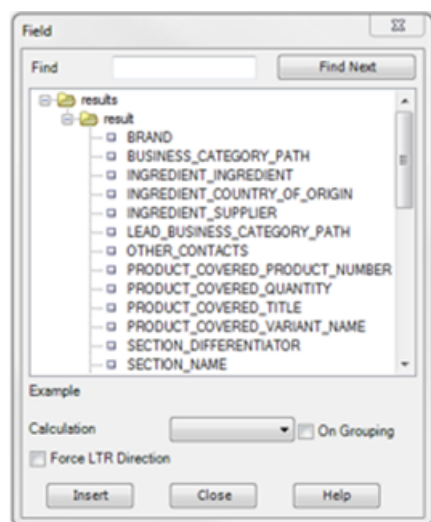 Field
Find
Find Next
results
result
BRAND
BUSINESS_CATEGORY_PATH
INGREDIENT_INGREDIENT
INGREDIENT_COUNTRY_OF_ORIGIN
INGREDIENT_SUPPLIER
LEAD_BUSINESS_CATEGORY_PATH
OTHER_CONTACTS
PRODUCT_COVERED_PRODUCT_NUMBER
PRODUCT_COVERED_QUANTITY
PRODUCT_COVERED_TITLE
PRODUCT_COVERED_VARIANT_NAME
SECTION_DIFFERENTIATOR
SECTION_NAME
Example
Calculation On Grouping
Force LTR Direction
Insert Close Help